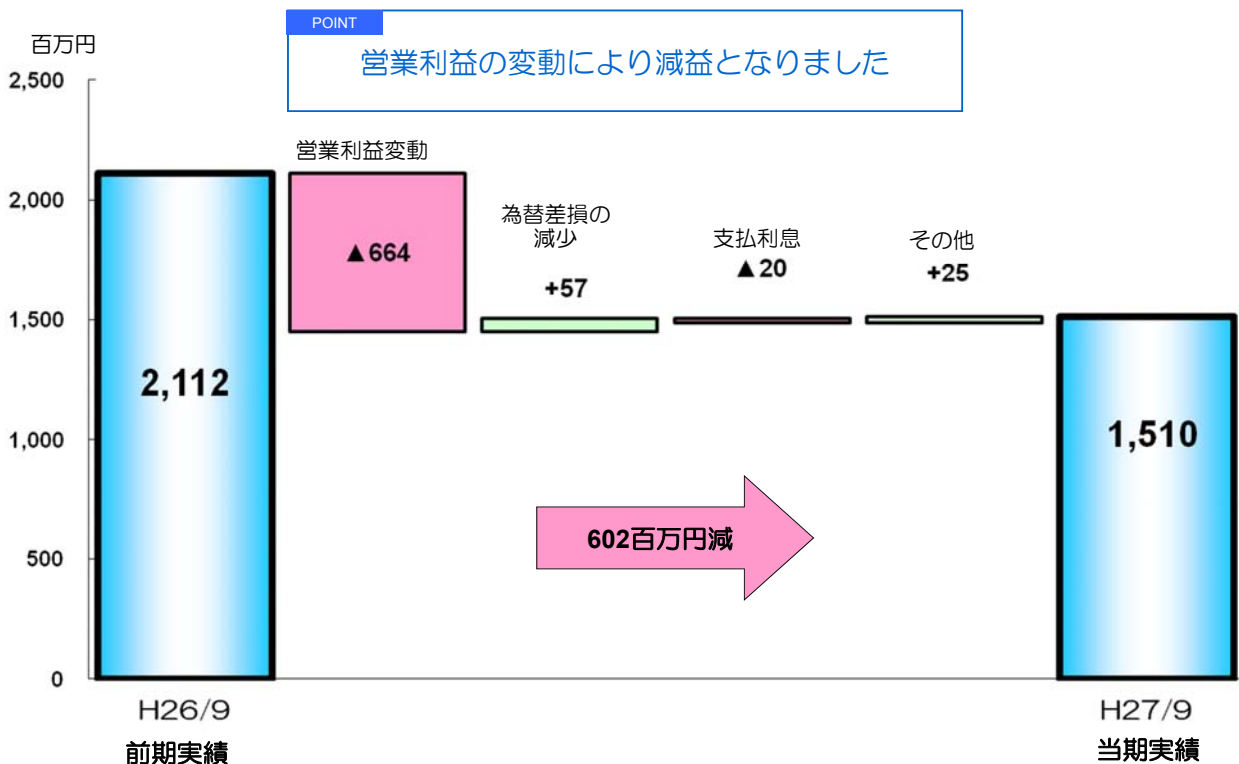 POINT
営業利益の変動により減益となりました
百万円
2,500
2,000
1,500
1,000
500
0
営業利益変動
▲664
為替差損の
減少
+57
支払利息
▲20
その他
+25
2,112
1,510
602百万円減
H26/9
前期実績
H27/9
当期実績